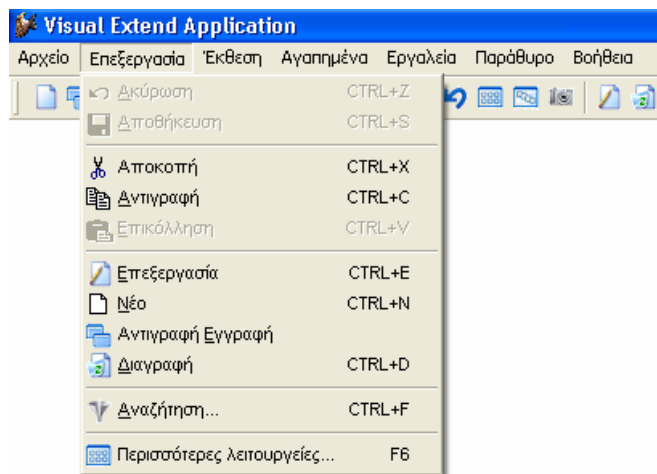 Visual Extend Application
Αρχείο Επεξεργασία Έκθεση Αγαπημένα Εργαλεία Παράθυρο Βοήθεια
Ακύρωση CTRL+Z
Αποθήκευση CTRL+S
Αποκοπή CTRL+X
Αντιγραφή CTRL+C
Επικόλληση CTRL+V
Επεξεργασία CTRL+E
Νέο CTRL+N
Αντιγραφή Εγγραφή
Διαγραφή CTRL+D
Αναζήτηση... CTRL+F
Περισσότερες λειτουργείες... F6